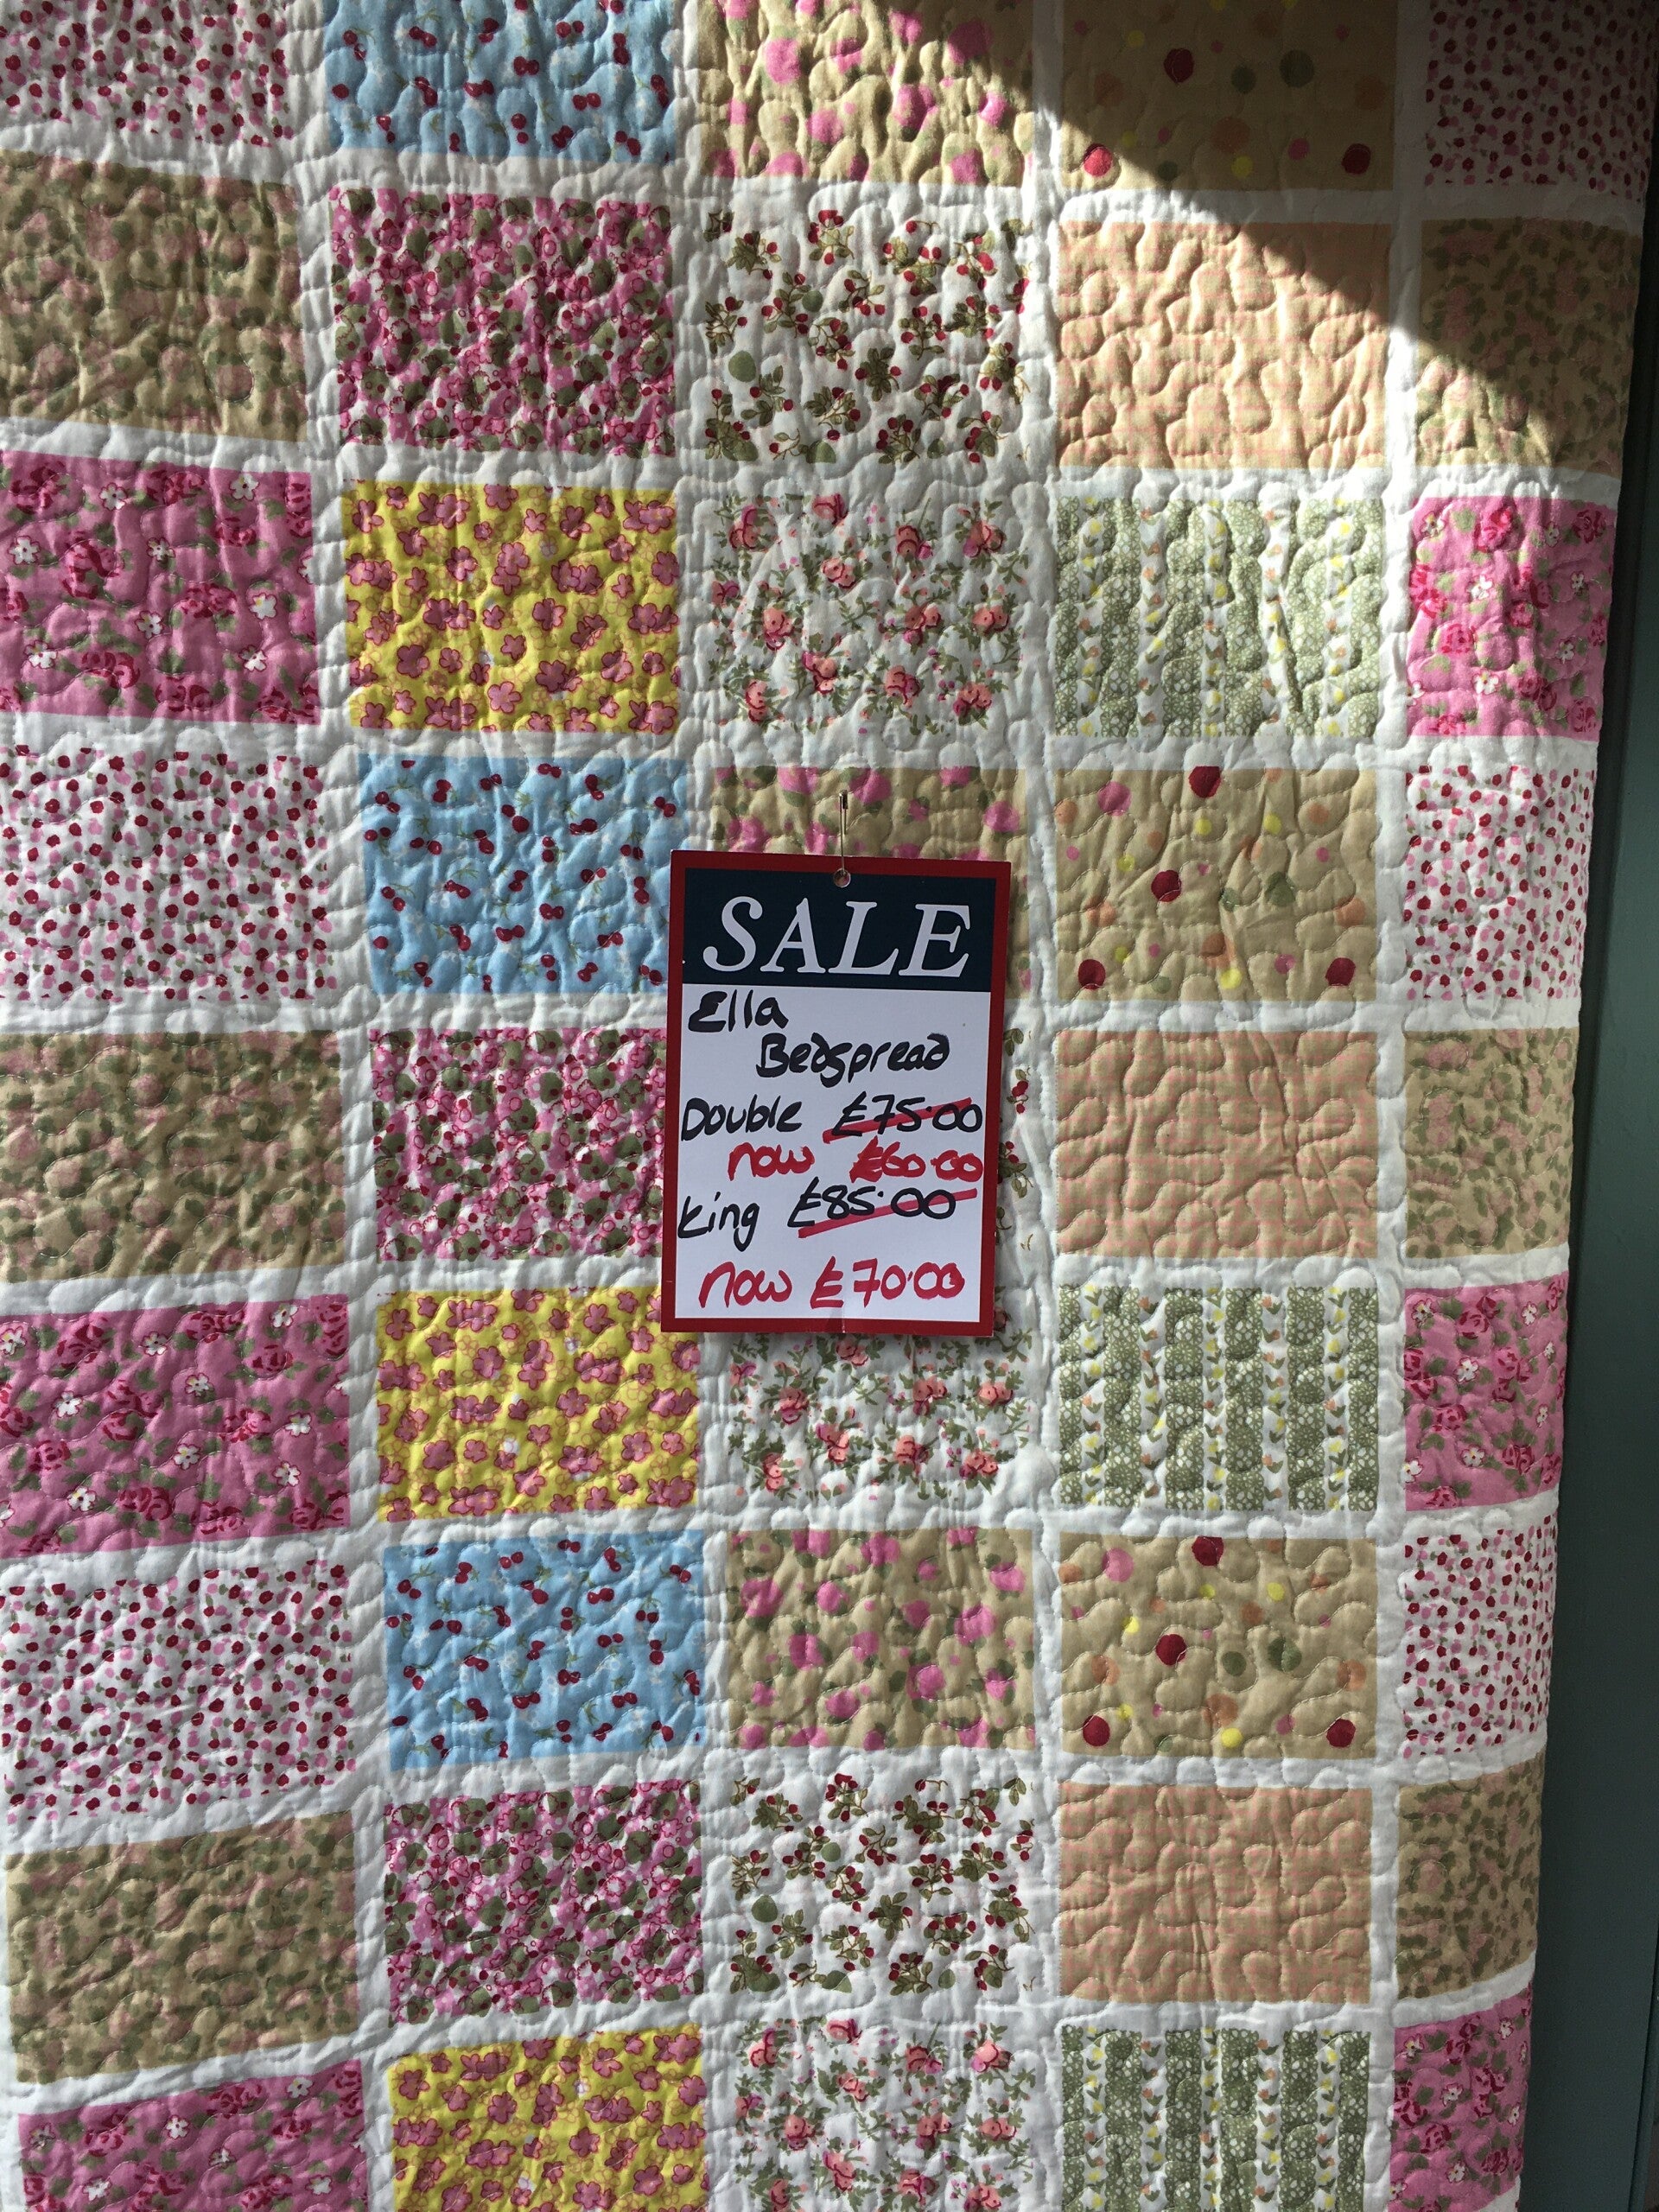 SALE
Ella
Bedspread
Double £75.00
now £60.00
King £85.00
now £70.00